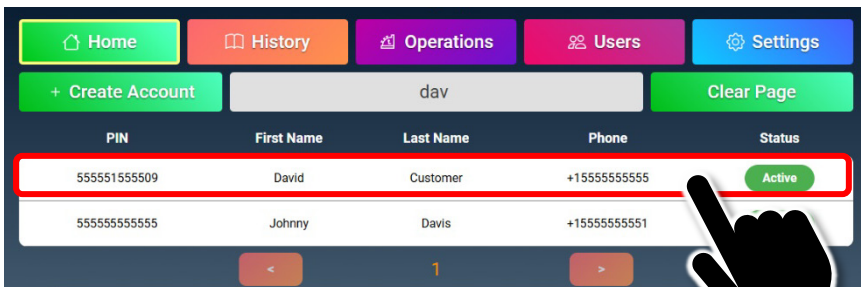 Home History Operations Users Settings
+ Create Account dav Clear Page
PIN First Name Last Name Phone Status
555551555509 David Customer +15555555555 Active
555555555555 Johnny Davis +15555555551
< 1 >